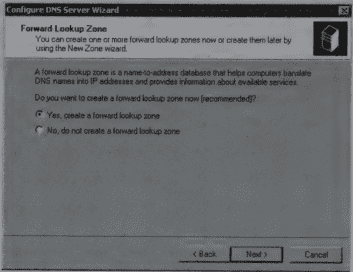 Configure DNS Server Wizard
Forward Lookup Zone
You can create one or more forward lookup zones now or create them later by
using the New Zone wizard.
A forward lookup zone is a name-to-address database that helps computers translate
DNS names into IP addresses and provides information about available services.
Do you want to create a forward lookup zone now (recommended)?
Yes, create a forward lookup zone
No, do not create a forward lookup zone
< Back
Next >
Cancel